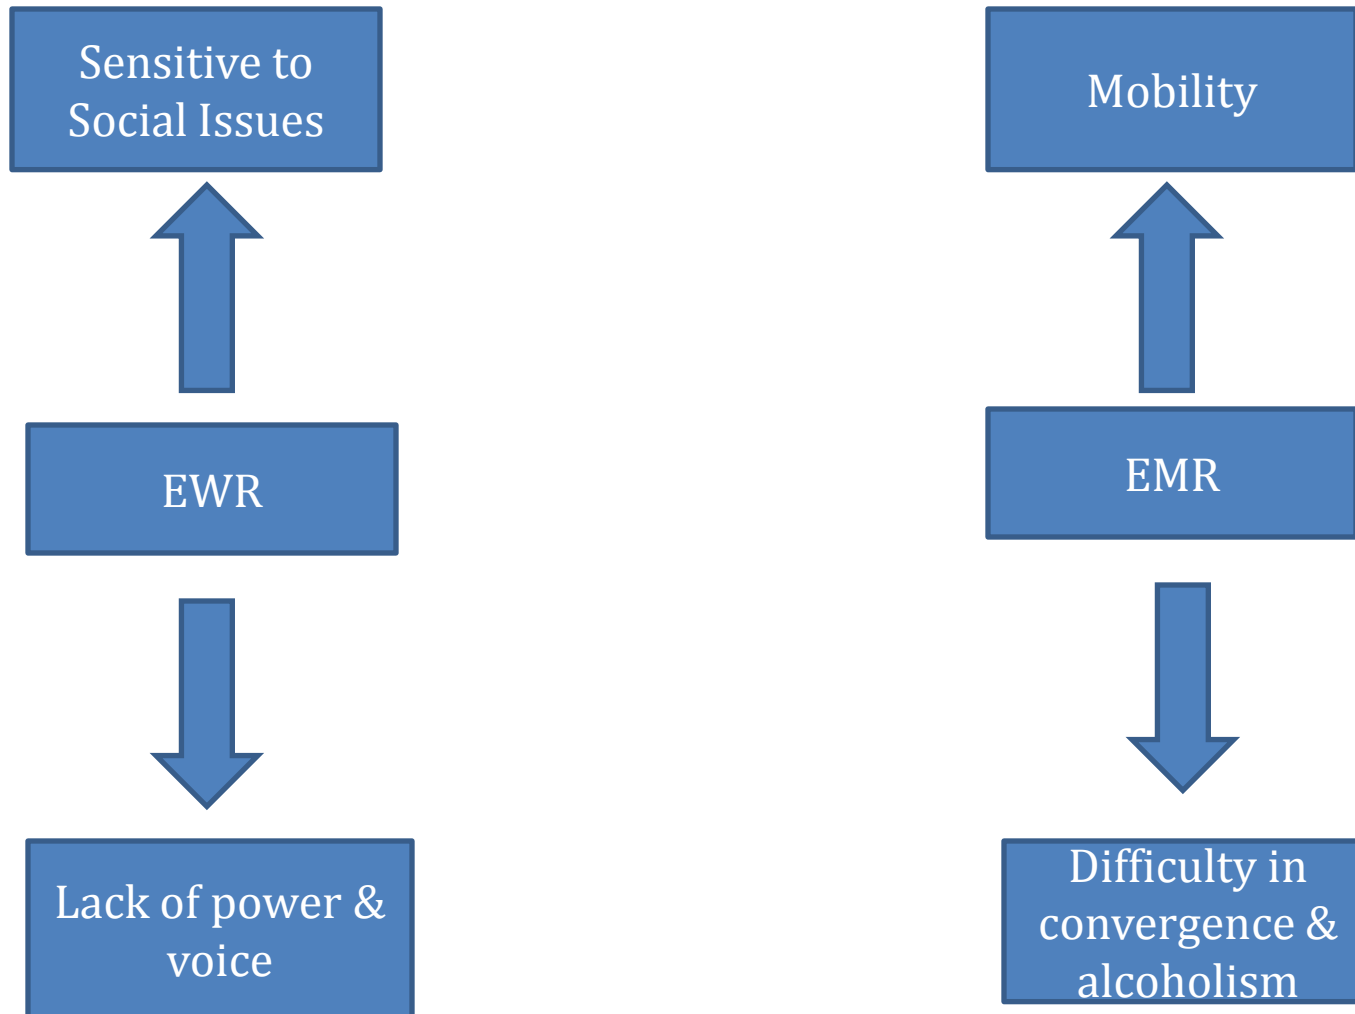 Sensitive to
Social Issues
Mobility
EWR
EMR
Lack of power &
voice
Difficulty in
convergence &
alcoholism